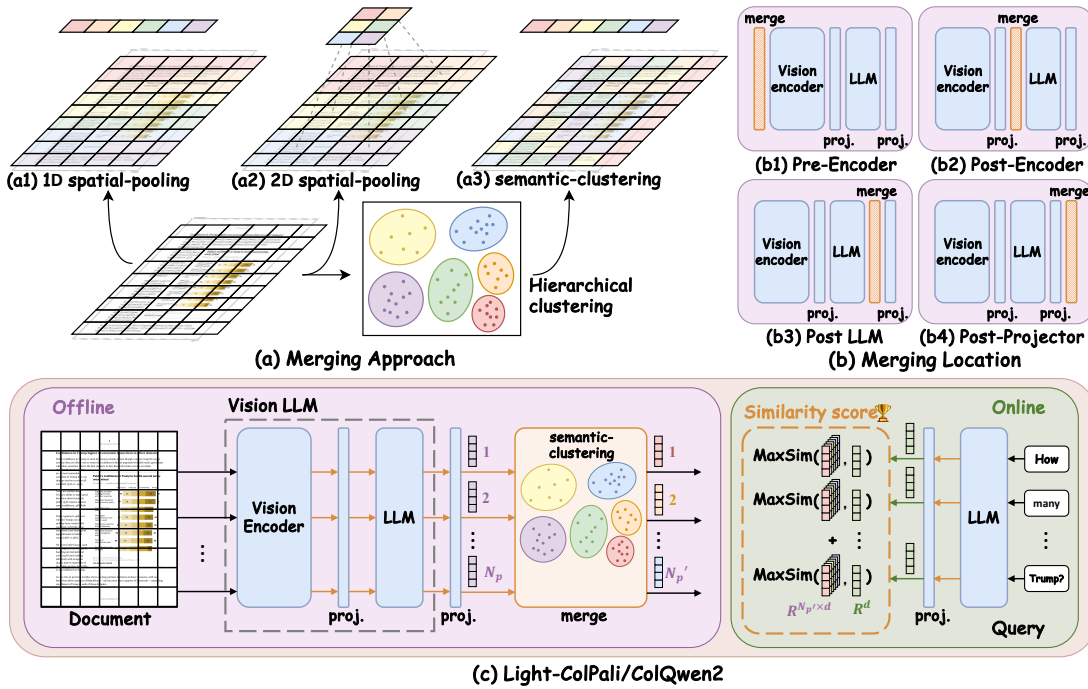 (a1) 1D spatial-pooling
(a2) 2D spatial-pooling
(a3) semantic-clustering
Hierarchical
clustering
(a) Merging Approach
merge
Vision
encoder
LLM
proj.
proj.
(b1) Pre-Encoder
merge
Vision
encoder
LLM
proj.
proj.
(b2) Post-Encoder
merge
Vision
encoder
LLM
proj.
proj.
(b3) Post LLM
merge
Vision
encoder
LLM
proj.
proj.
(b4) Post-Projector
(b) Merging Location
Offline
Vision LLM
Document
Vision
Encoder
proj.
LLM
proj.
1
2
⋮
Nₚ
semantic-
clustering
merge
1
2
⋮
Nₚ′
Similarity score
MaxSim( , )
MaxSim( , )
+ ⋮
MaxSim( , )
R^{Nₚ′×d} R^d
Online
proj.
LLM
How
many
⋮
Trump?
Query
(c) Light-ColPali/ColQwen2